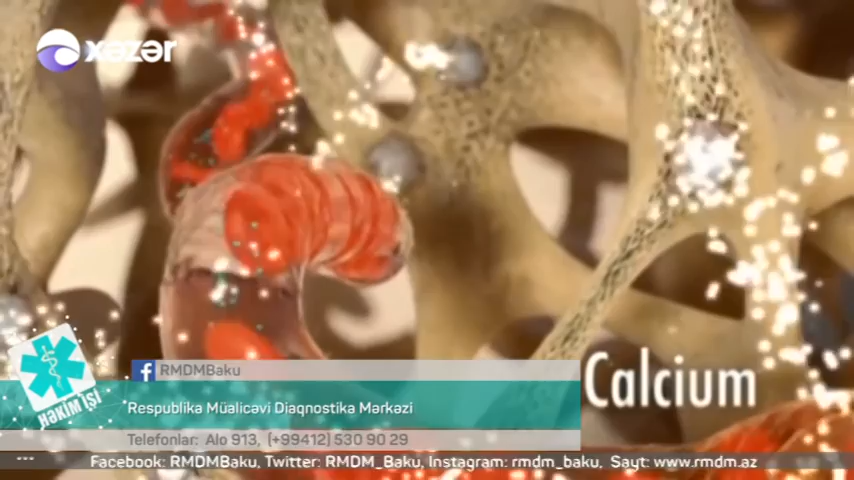 xəzər
Calcium
RMDMBaku
HƏKİM İŞİ
Respublika Müalicəvi Diaqnostika Mərkəzi
Telefonlar: Alo 913, (+99412) 530 90 29
Facebook: RMDMBaku, Twitter: RMDM_Baku, İnstagram: rmdm_baku, Sayt: www.rmdm.az